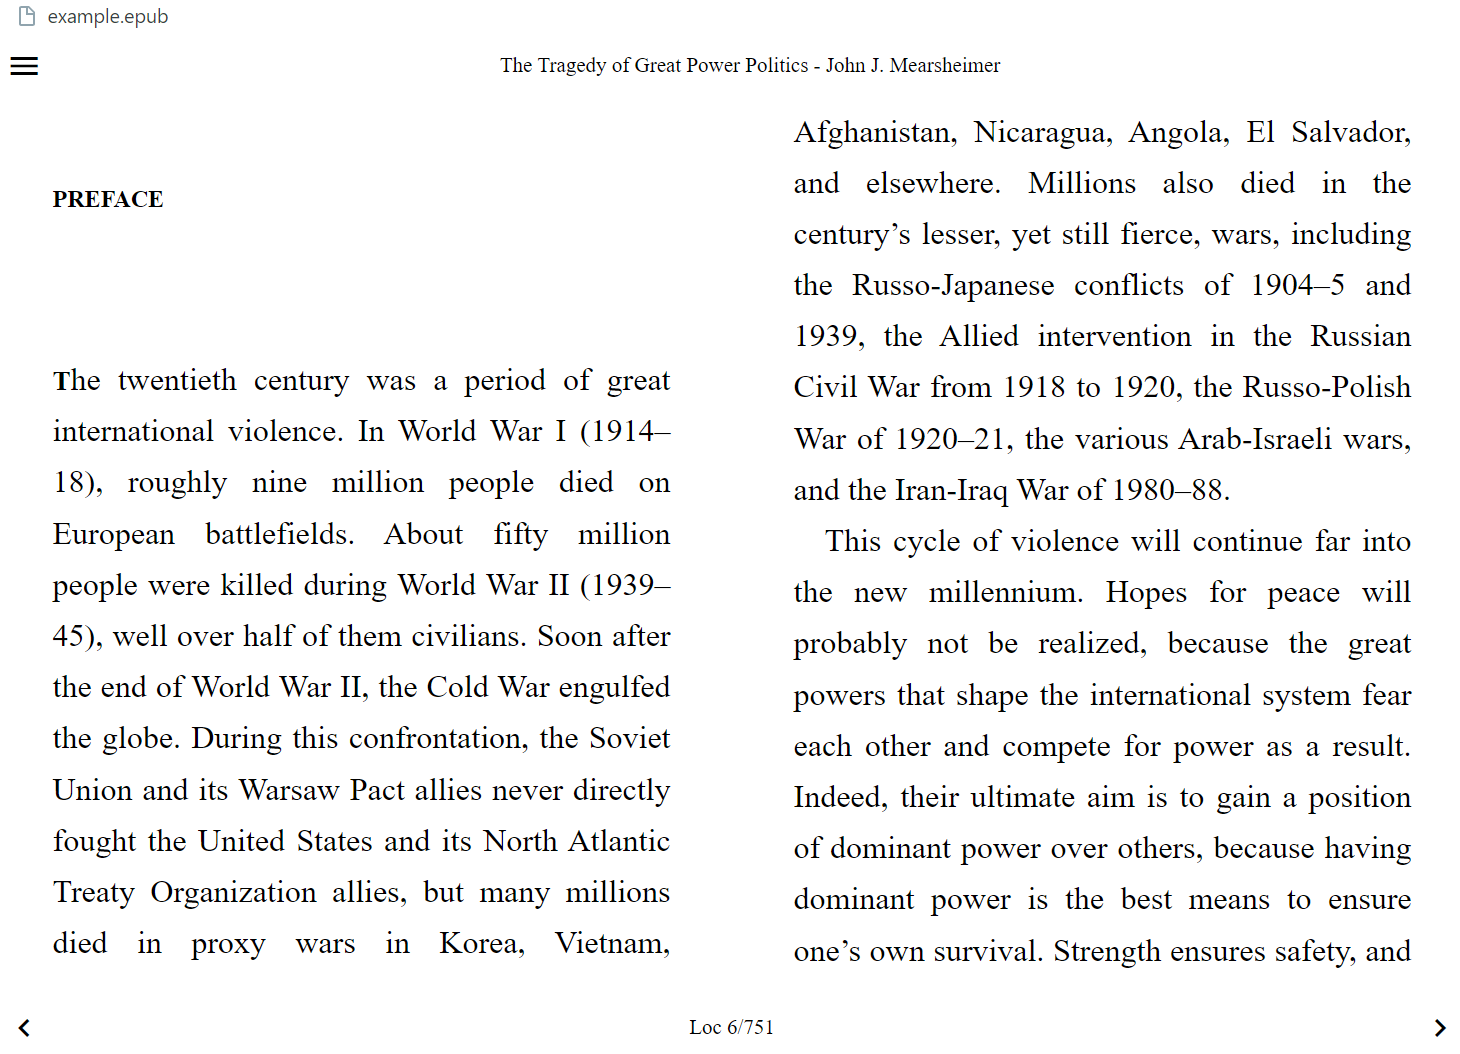 example.epub
The Tragedy of Great Power Politics - John J. Mearsheimer
PREFACE
The twentieth century was a period of great
international violence. In World War I (1914–
18), roughly nine million people died on
European battlefields. About fifty million
people were killed during World War II (1939–
45), well over half of them civilians. Soon after
the end of World War II, the Cold War engulfed
the globe. During this confrontation, the Soviet
Union and its Warsaw Pact allies never directly
fought the United States and its North Atlantic
Treaty Organization allies, but many millions
died in proxy wars in Korea, Vietnam,
Afghanistan, Nicaragua, Angola, El Salvador,
and elsewhere. Millions also died in the
century’s lesser, yet still fierce, wars, including
the Russo-Japanese conflicts of 1904–5 and
1939, the Allied intervention in the Russian
Civil War from 1918 to 1920, the Russo-Polish
War of 1920–21, the various Arab-Israeli wars,
and the Iran-Iraq War of 1980–88.
This cycle of violence will continue far into
the new millennium. Hopes for peace will
probably not be realized, because the great
powers that shape the international system fear
each other and compete for power as a result.
Indeed, their ultimate aim is to gain a position
of dominant power over others, because having
dominant power is the best means to ensure
one’s own survival. Strength ensures safety, and
Loc 6/751